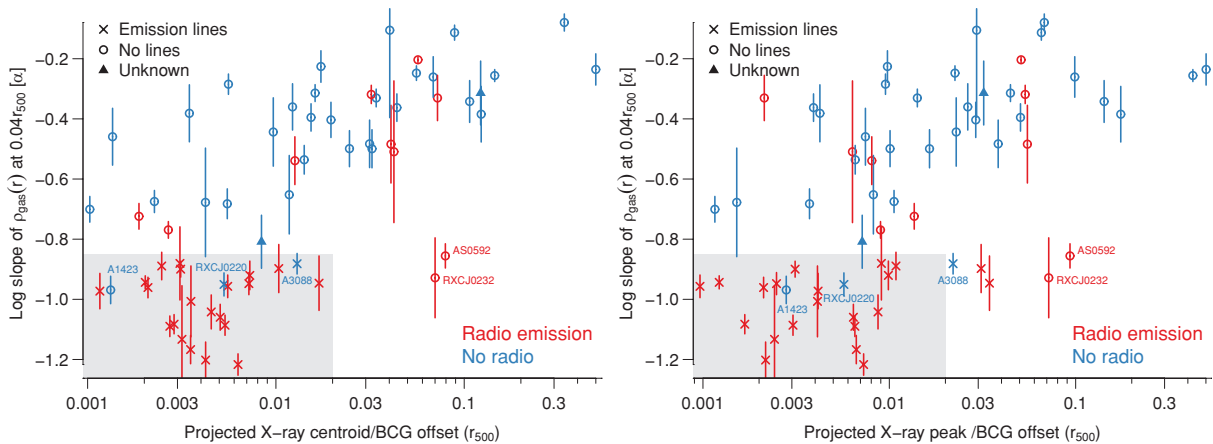 × Emission lines
○ No lines
▲ Unknown
−0.2
−0.4
−0.6
−0.8
−1.0
−1.2
Log slope of ρgas(r) at 0.04r500 [α]
A1423
RXCJ0220
A3088
AS0592
RXCJ0232
Radio emission
No radio
0.001 0.003 0.01 0.03 0.1 0.3
Projected X−ray centroid/BCG offset (r500)
× Emission lines
○ No lines
▲ Unknown
−0.2
−0.4
−0.6
−0.8
−1.0
−1.2
Log slope of ρgas(r) at 0.04r500 [α]
A1423
RXCJ0220
A3088
AS0592
RXCJ0232
Radio emission
No radio
0.001 0.003 0.01 0.03 0.1 0.3
Projected X−ray peak /BCG offset (r500)